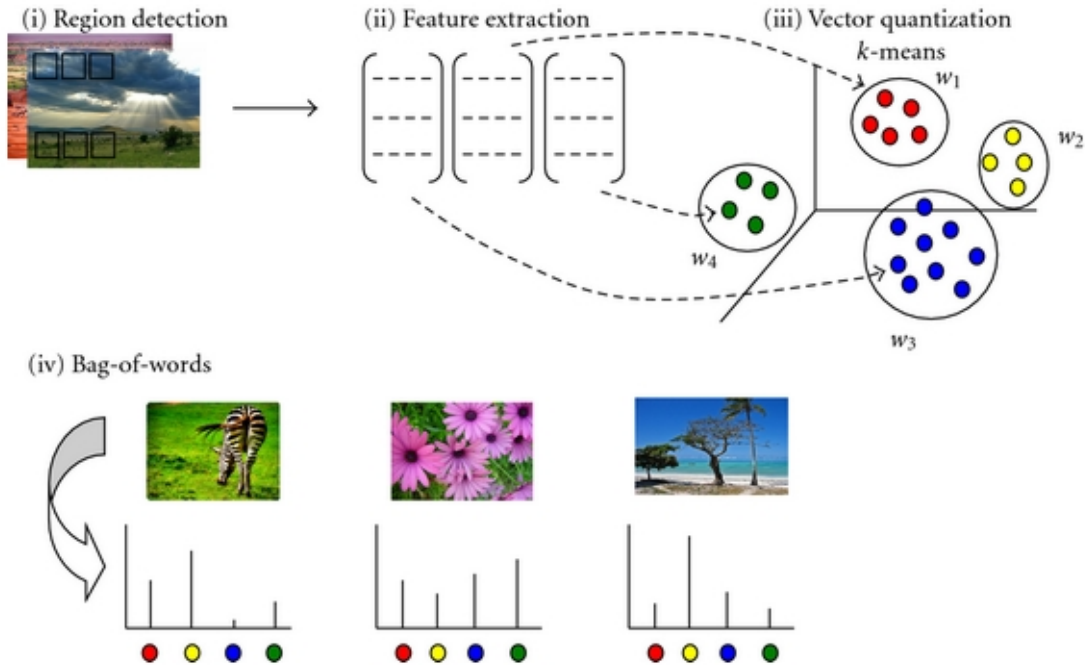 (i) Region detection
(ii) Feature extraction
(iii) Vector quantization
k-means
w1
w2
w4
w3
(iv) Bag-of-words